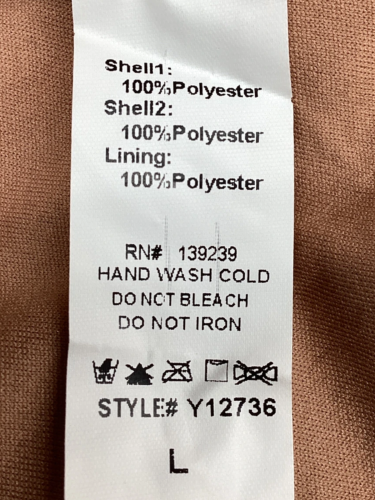 Shell1:
100%Polyester
Shell2:
100%Polyester
Lining:
100%Polyester
RN# 139239
HAND WASH COLD
DO NOT BLEACH
DO NOT IRON
STYLE# Y12736
L